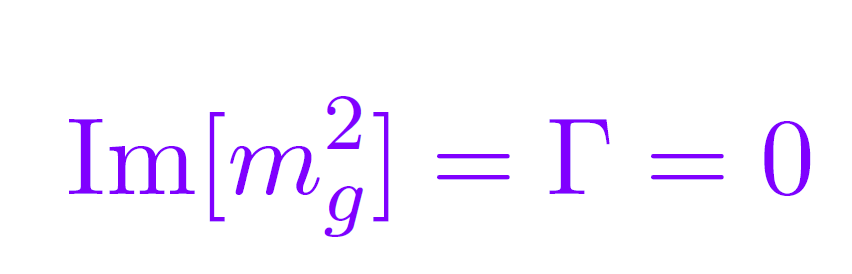 Im[m_g^2] = Γ = 0